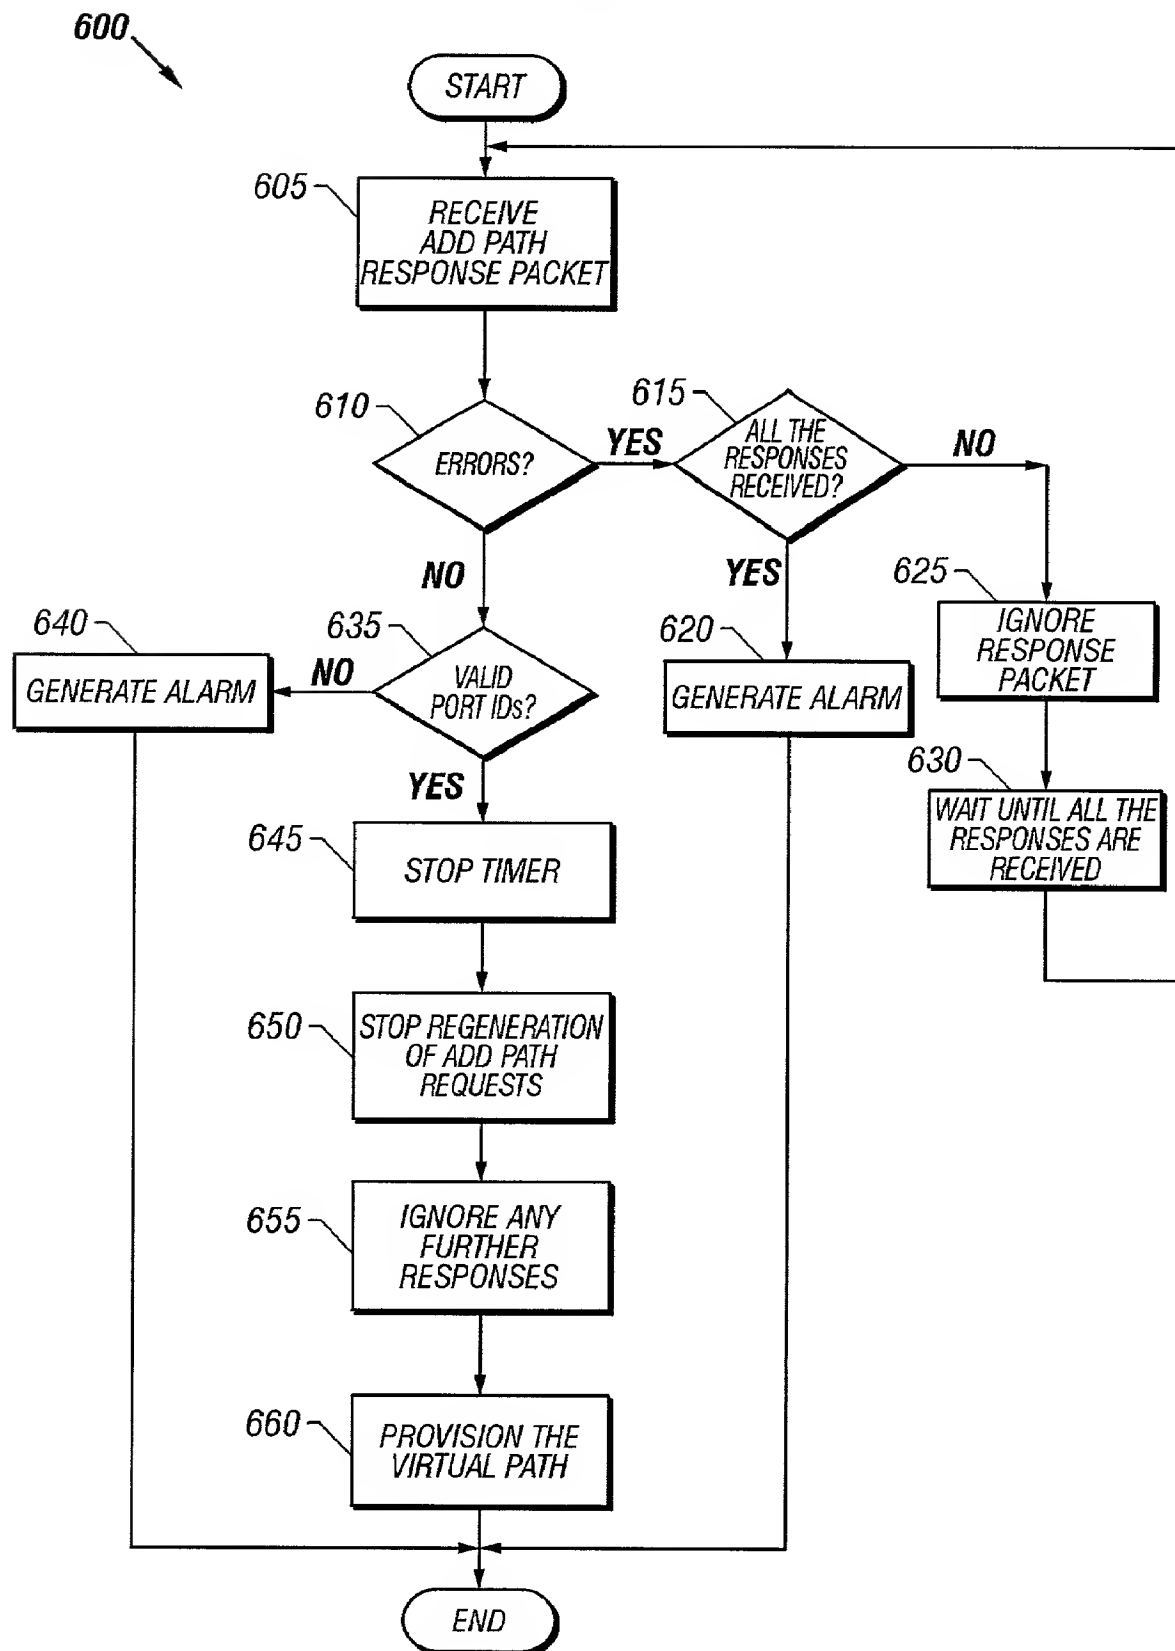 600
START
605
RECEIVE
ADD PATH
RESPONSE PACKET
610
ERRORS?
YES
615
ALL THE
RESPONSES
RECEIVED?
NO
NO
YES
625
IGNORE
RESPONSE
PACKET
640
GENERATE ALARM
NO
635
VALID
PORT IDs?
620
GENERATE ALARM
630
WAIT UNTIL ALL THE
RESPONSES ARE
RECEIVED
YES
645
STOP TIMER
650
STOP REGENERATION
OF ADD PATH
REQUESTS
655
IGNORE ANY
FURTHER
RESPONSES
660
PROVISION THE
VIRTUAL PATH
END